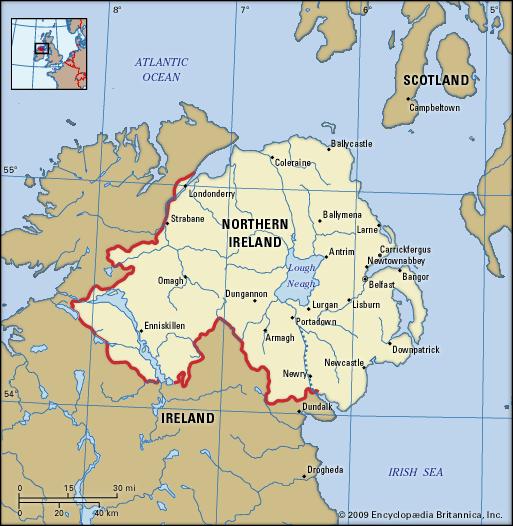 8°
7°
6°
5°
ATLANTIC
OCEAN
SCOTLAND
Campbeltown
Ballycastle
Coleraine
55°
Londonderry
Strabane
Ballymena
NORTHERN
IRELAND
Larne
Carrickfergus
Antrim
Newtownabbey
Bangor
Lough
Neagh
Omagh
Belfast
Dungannon
Lisburn
Lurgan
Portadown
Enniskillen
Armagh
Downpatrick
Newcastle
Newry
54°
Dundalk
IRELAND
Drogheda
IRISH SEA
0 15 30 mi
0 20 40 km
© 2009 Encyclopædia Britannica, Inc.